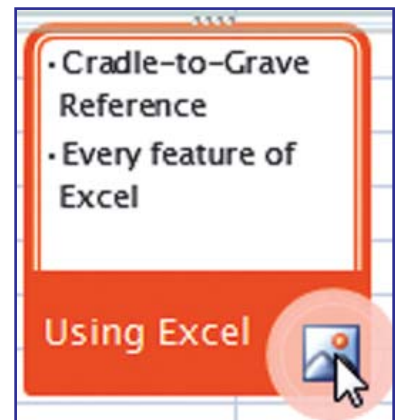 · Cradle-to-Grave
Reference
· Every feature of
Excel
Using Excel